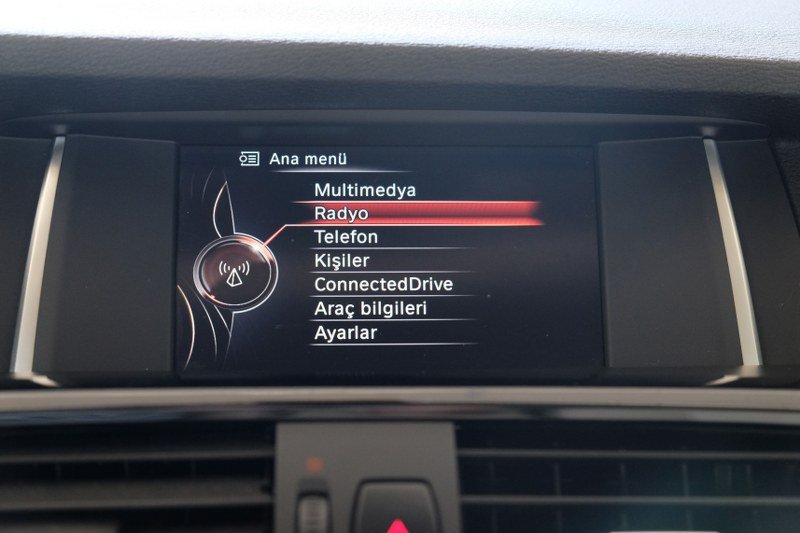 Ana menü
Multimedya
Radyo
Telefon
Kişiler
ConnectedDrive
Araç bilgileri
Ayarlar